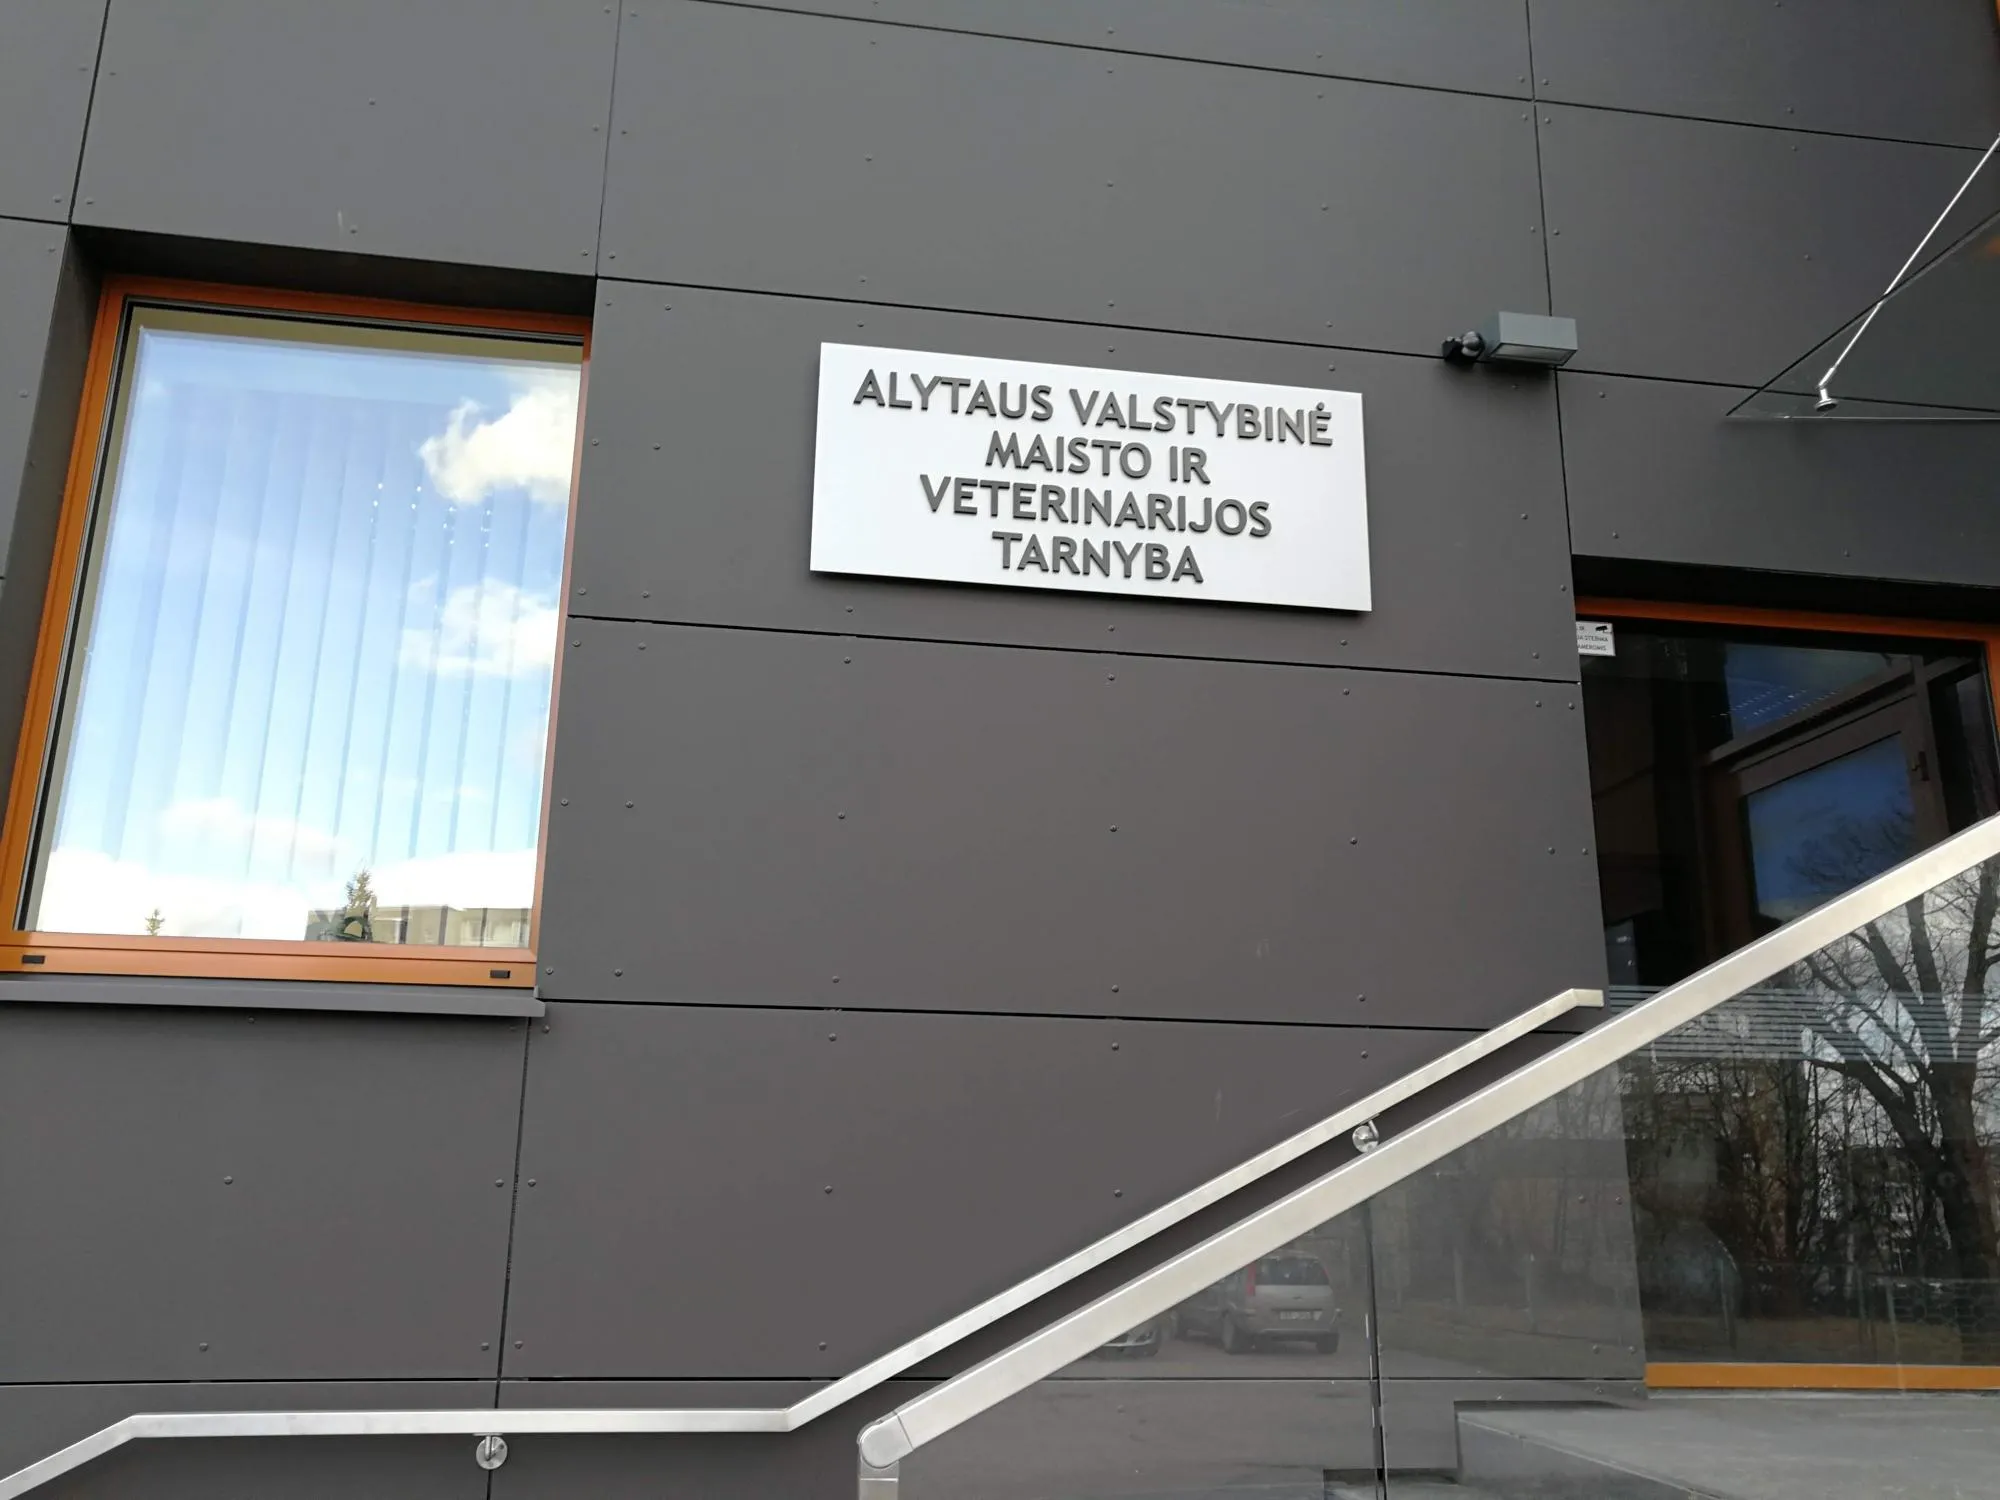 ALYTAUS VALSTYBINĖ
MAISTO IR
VETERINARIJOS
TARNYBA